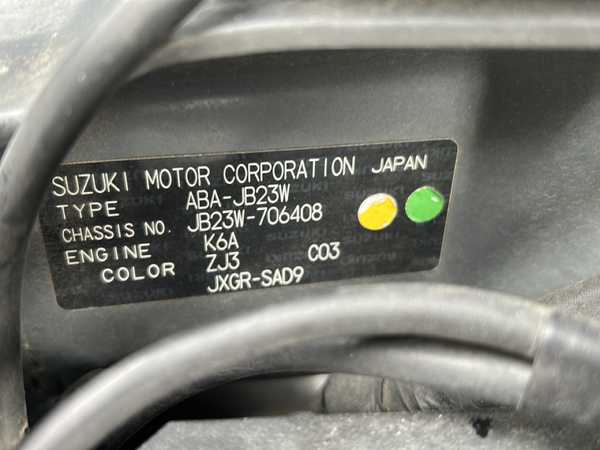 SUZUKI MOTOR CORPORATION JAPAN
TYPE ABA-JB23W
CHASSIS NO. JB23W-706408
ENGINE K6A
COLOR ZJ3 C03
JXGR-SAD9